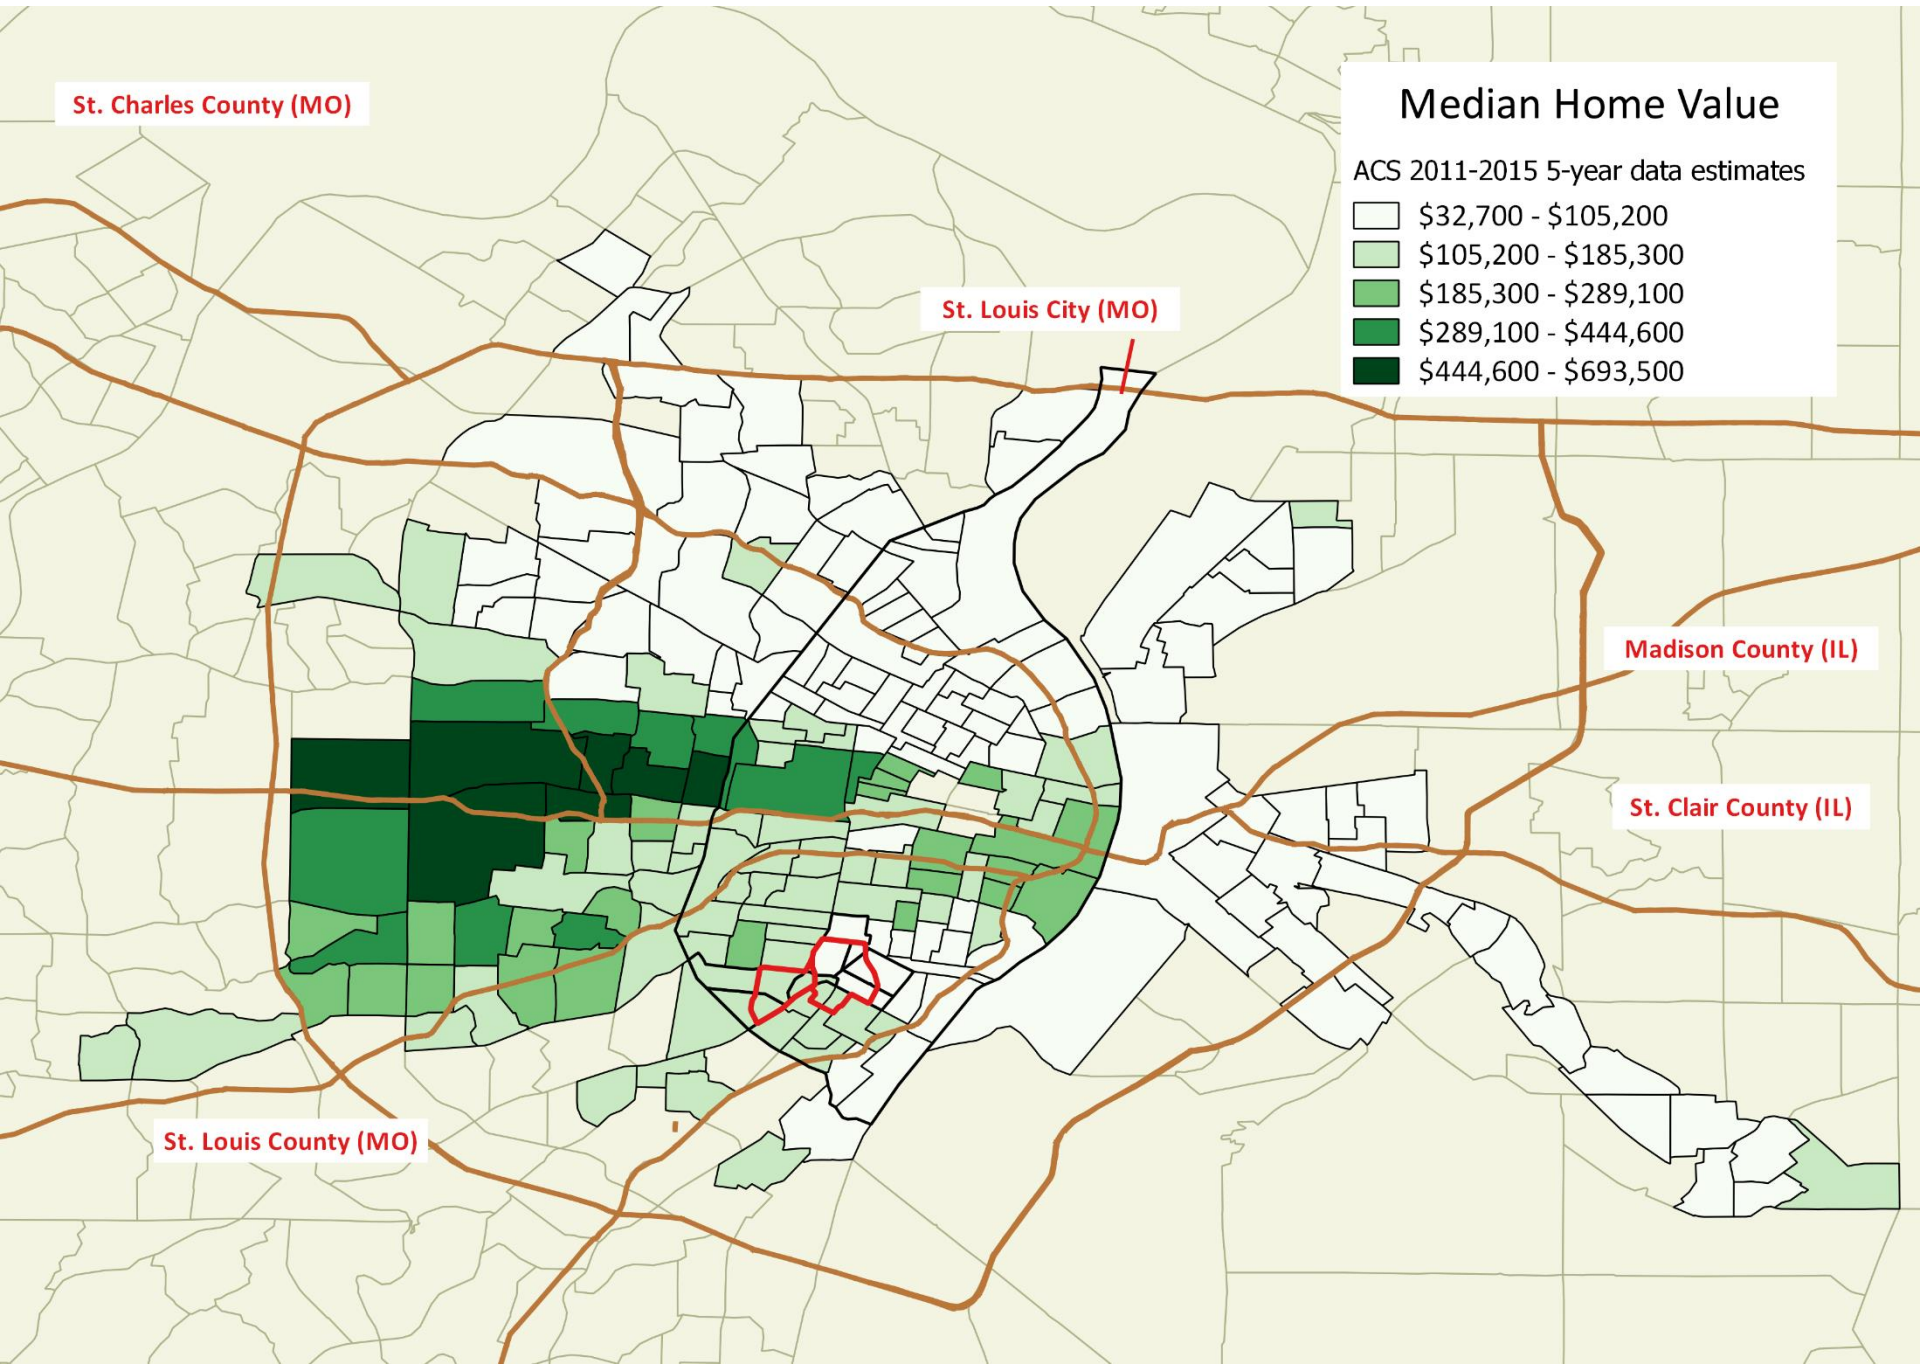 St. Charles County (MO)
Median Home Value
ACS 2011-2015 5-year data estimates
$32,700 - $105,200
$105,200 - $185,300
$185,300 - $289,100
$289,100 - $444,600
$444,600 - $693,500
St. Louis City (MO)
Madison County (IL)
St. Clair County (IL)
St. Louis County (MO)